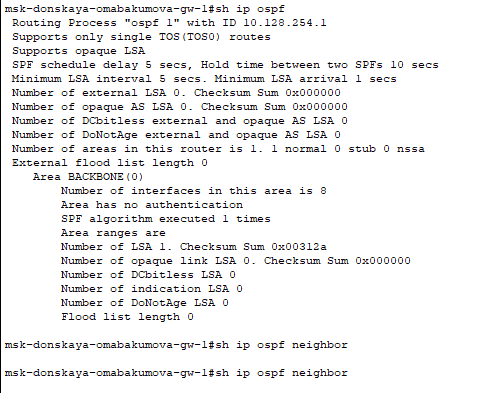 msk-donskaya-omabakumova-gw-1#sh ip ospf
Routing Process "ospf 1" with ID 10.128.254.1
Supports only single TOS(TOS0) routes
Supports opaque LSA
SPF schedule delay 5 secs, Hold time between two SPFs 10 secs
Minimum LSA interval 5 secs. Minimum LSA arrival 1 secs
Number of external LSA 0. Checksum Sum 0x000000
Number of opaque AS LSA 0. Checksum Sum 0x000000
Number of DCbitless external and opaque AS LSA 0
Number of DoNotAge external and opaque AS LSA 0
Number of areas in this router is 1. 1 normal 0 stub 0 nssa
External flood list length 0
Area BACKBONE(0)
Number of interfaces in this area is 8
Area has no authentication
SPF algorithm executed 1 times
Area ranges are
Number of LSA 1. Checksum Sum 0x00312a
Number of opaque link LSA 0. Checksum Sum 0x000000
Number of DCbitless LSA 0
Number of indication LSA 0
Number of DoNotAge LSA 0
Flood list length 0
msk-donskaya-omabakumova-gw-1#sh ip ospf neighbor
msk-donskaya-omabakumova-gw-1#sh ip ospf neighbor